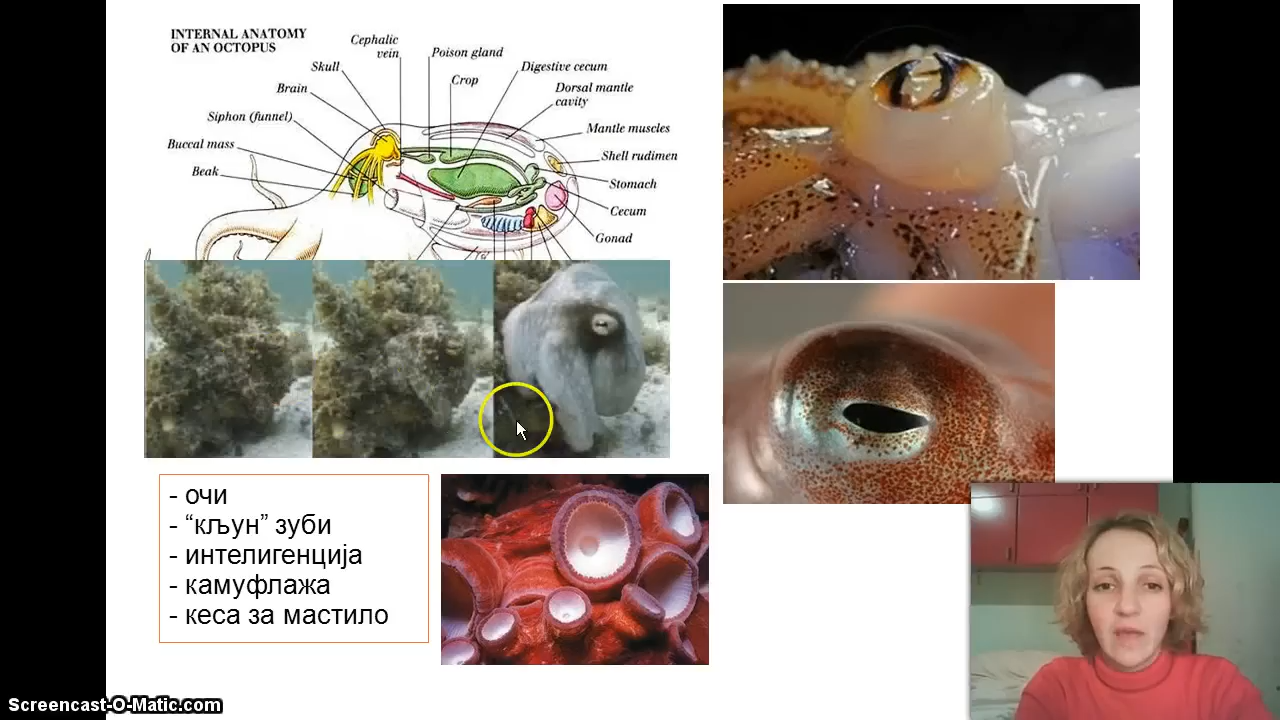 INTERNAL ANATOMY
OF AN OCTOPUS
Cephalic
vein
Skull
Brain
Siphon (funnel)
Buccal mass
Beak
Poison gland
Crop
Digestive cecum
Dorsal mantle
cavity
Mantle muscles
Shell rudimen
Stomach
Cecum
Gonad
- очи
- “кљун” зуби
- интелигенција
- камуфлажа
- кеса за мастило
Screencast-O-Matic.com